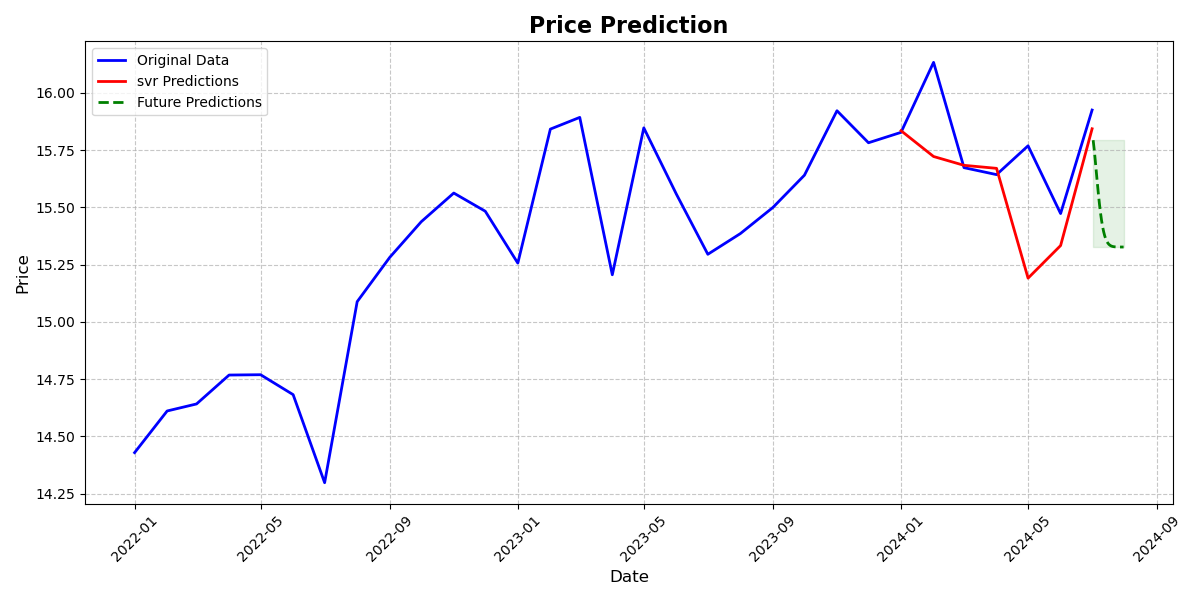 Price Prediction
Original Data
svr Predictions
Future Predictions
Price
16.00
15.75
15.50
15.25
15.00
14.75
14.50
14.25
2022-01
2022-05
2022-09
2023-01
2023-05
2023-09
2024-01
2024-05
2024-09
Date